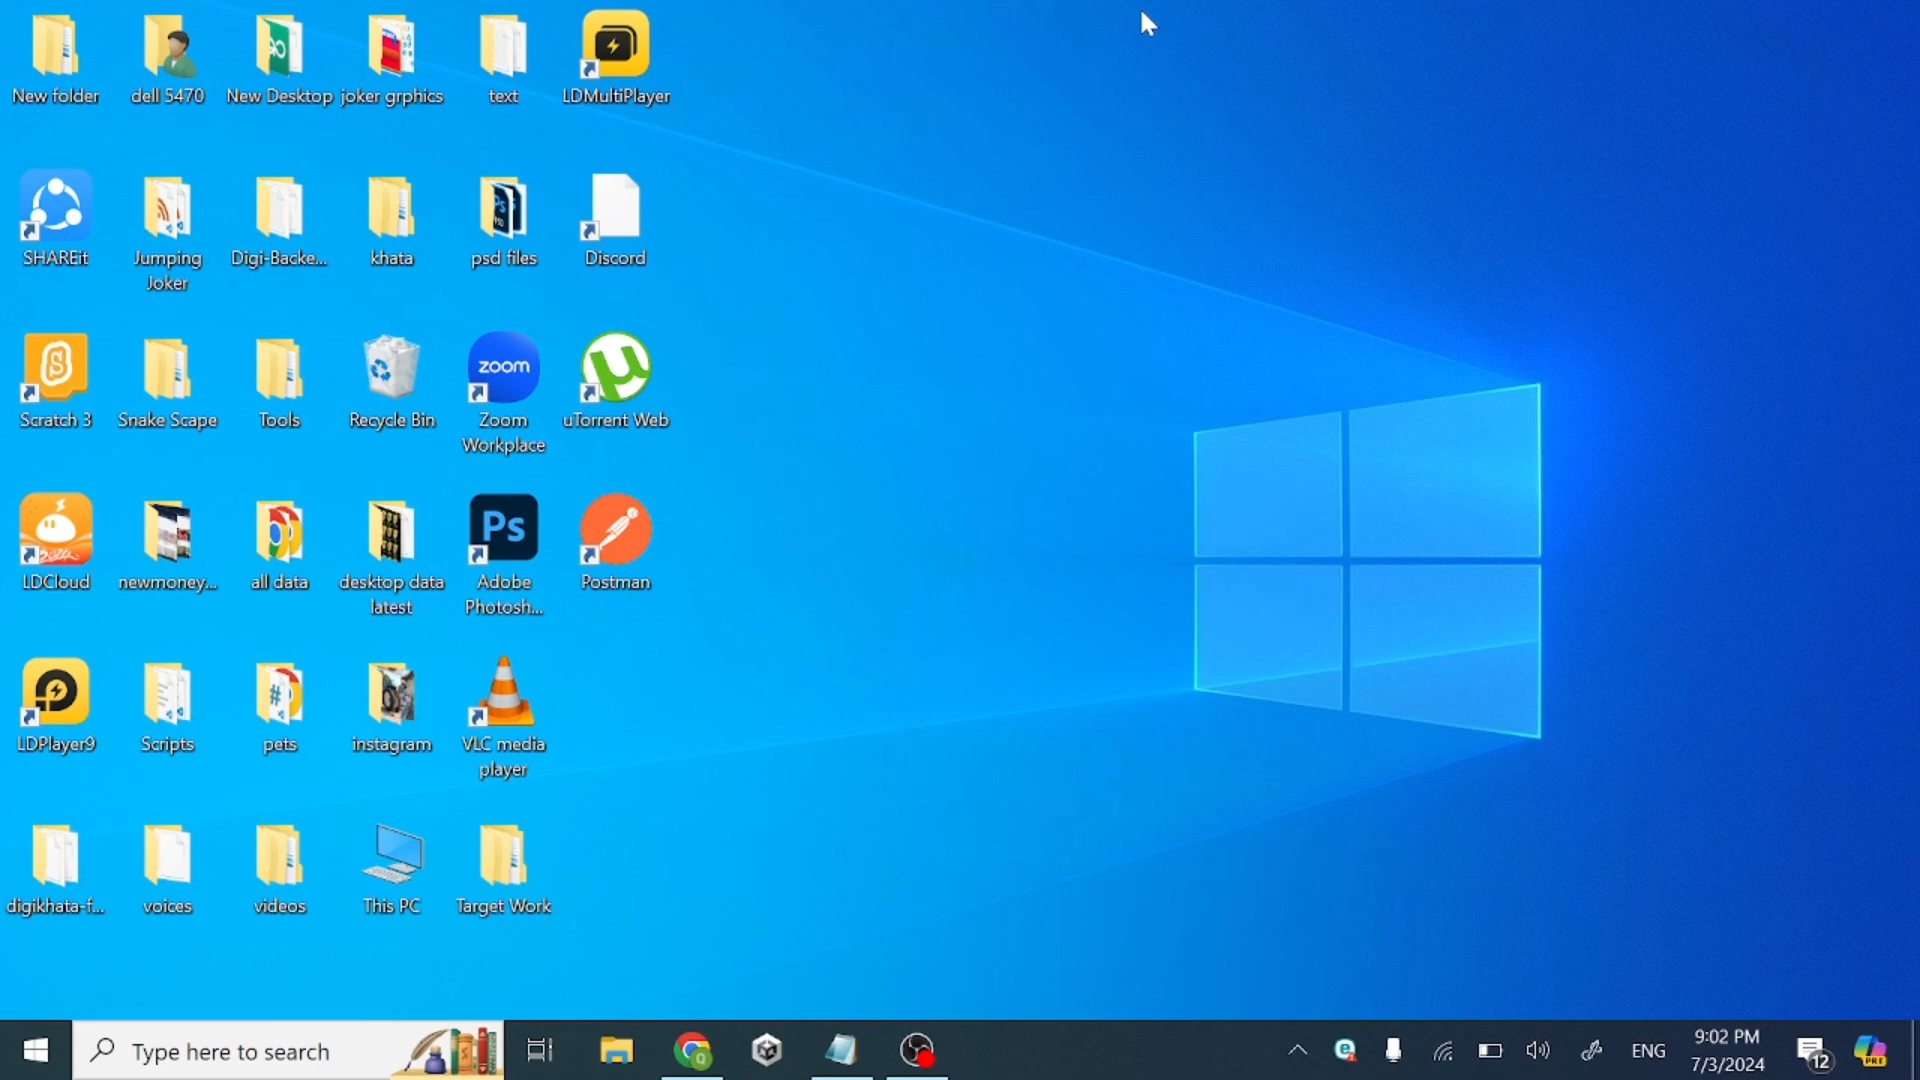 New folder
dell 5470
New Desktop
joker grphics
text
LDMultiPlayer
SHAREit
Jumping
Joker
Digi-Backe...
khata
psd files
Discord
Scratch 3
Snake Scape
Tools
Recycle Bin
zoom
Zoom
Workplace
uTorrent Web
LDCloud
newmoney...
all data
desktop data
latest
Ps
Adobe
Photosh...
Postman
LDPlayer9
Scripts
pets
instagram
VLC media
player
digikhata-f...
voices
videos
This PC
Target Work
Type here to search
ENG
9:02 PM
7/3/2024
12
PRE